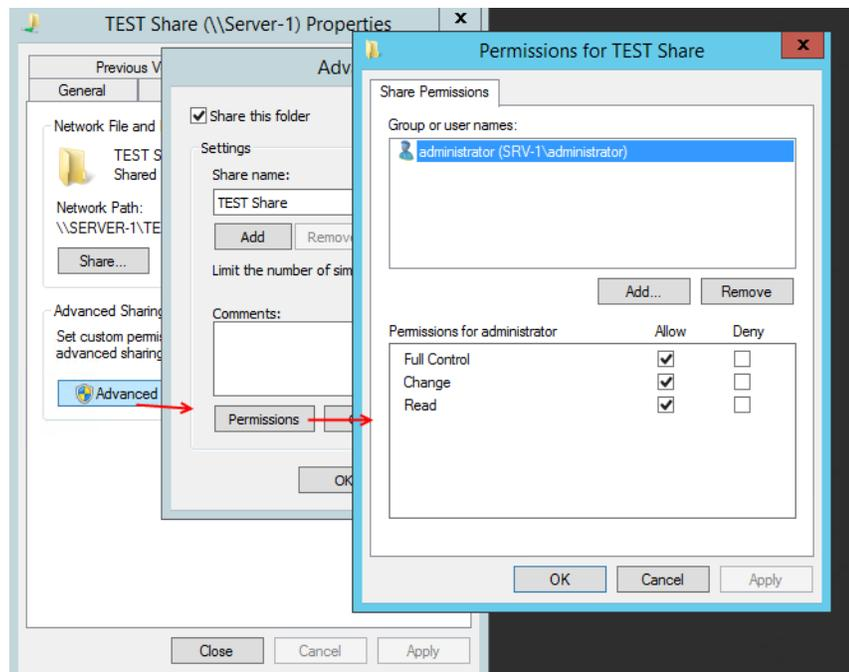 TEST Share (\\Server-1) Properties
X
Previous V
General
Network File and
TEST S
Shared
Network Path:
\\SERVER-1\TE
Share...
Advanced Sharing
Set custom permis
advanced sharing
Advanced
Close
Cancel
Apply
Adv
Share this folder
Settings
Share name:
TEST Share
Add
Remove
Limit the number of sim
Comments:
Permissions
OK
Permissions for TEST Share
x
Share Permissions
Group or user names:
administrator (SRV-1\administrator)
Add...
Remove
Permissions for administrator
Allow
Deny
Full Control
Change
Read
OK
Cancel
Apply